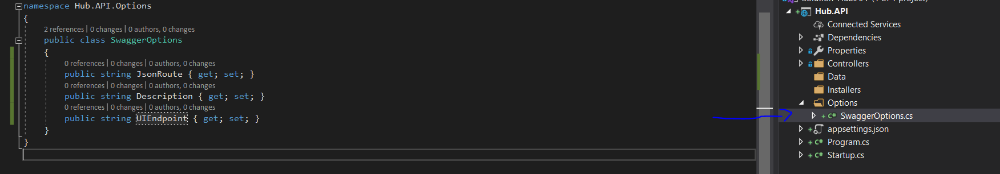 namespace Hub.API.Options
{
2 references | 0 changes | 0 authors, 0 changes
public class SwaggerOptions
{
0 references | 0 changes | 0 authors, 0 changes
public string JsonRoute { get; set; }
0 references | 0 changes | 0 authors, 0 changes
public string Description { get; set; }
0 references | 0 changes | 0 authors, 0 changes
public string UIEndpoint { get; set; }
}
}
Hub.API
Connected Services
Dependencies
Properties
Controllers
Data
Installers
Options
C# SwaggerOptions.cs
appsettings.json
C# Program.cs
C# Startup.cs